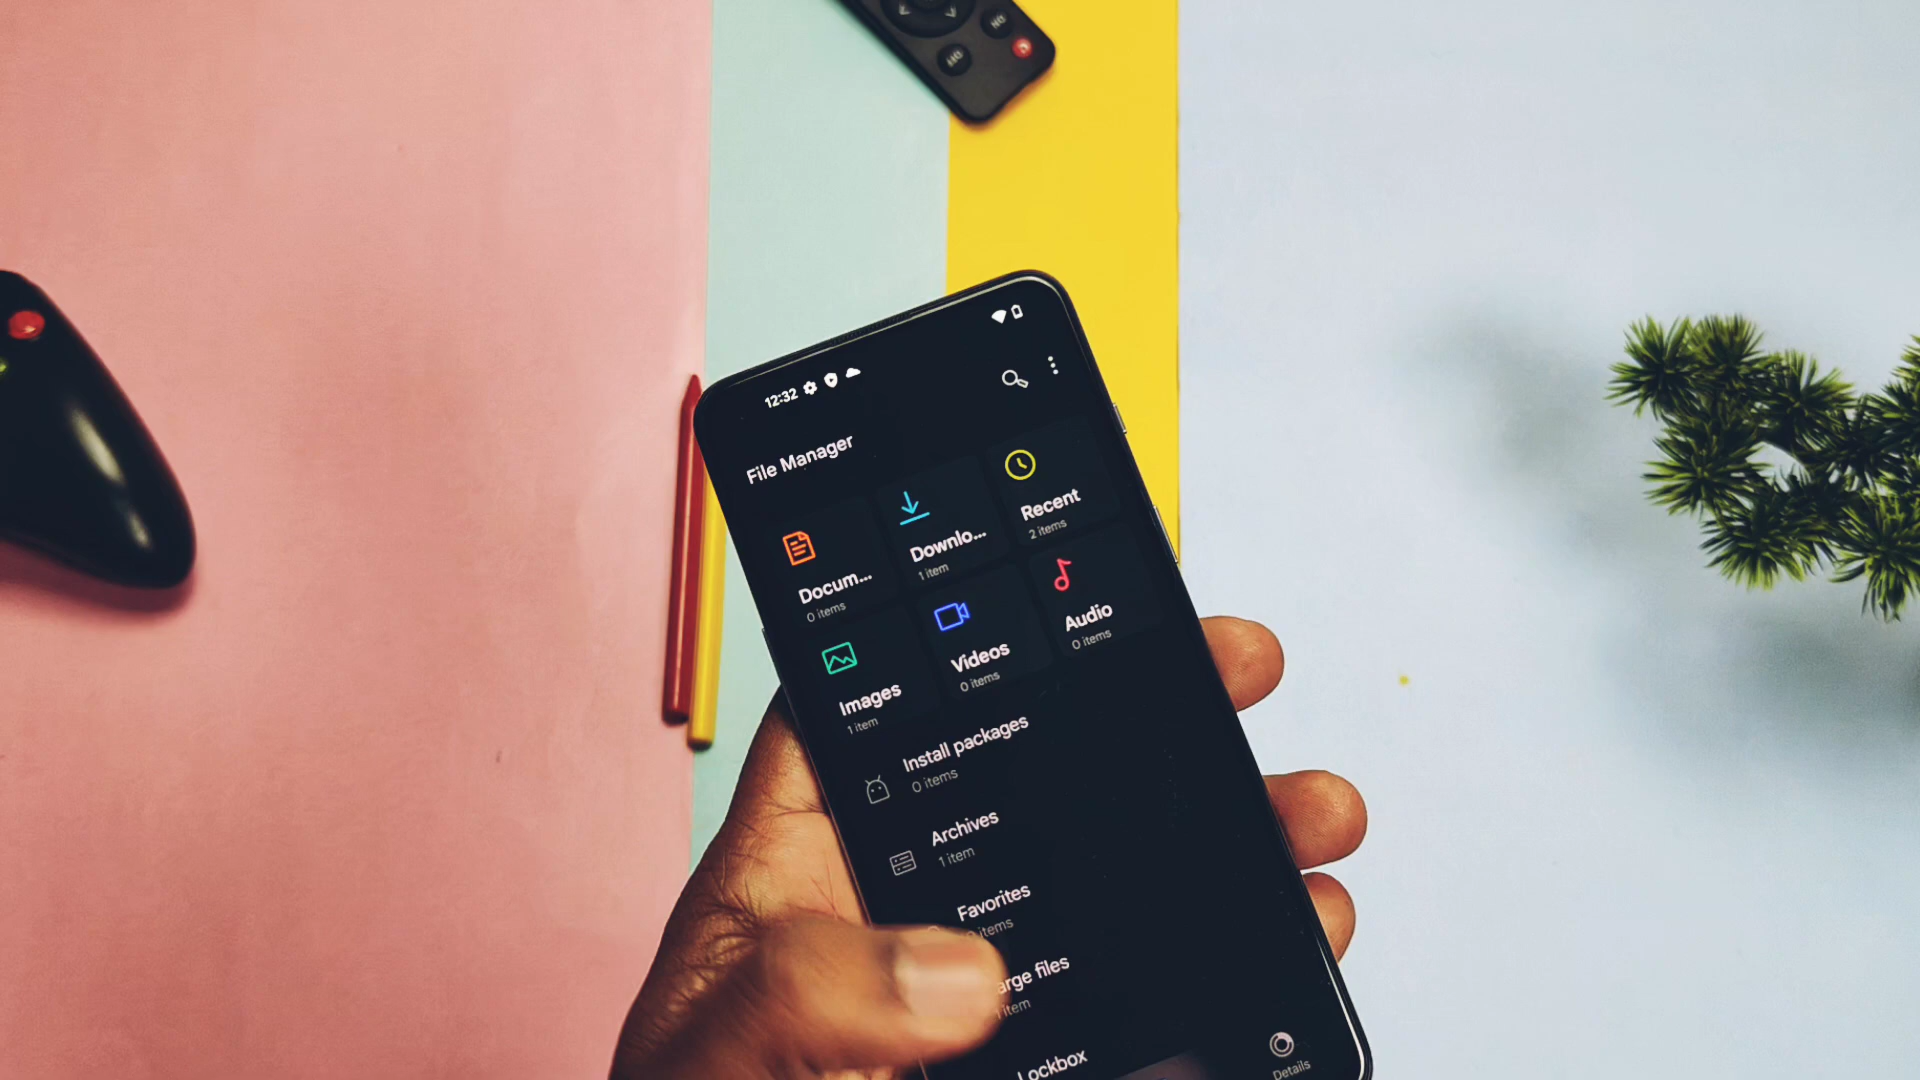 12:32
File Manager
Docum...
0 items
Downlo...
1 item
Recent
2 items
Images
1 item
Videos
0 items
Audio
0 items
Install packages
0 items
Archives
1 item
Favorites
items
arge files
1 item
Lockbox
Details